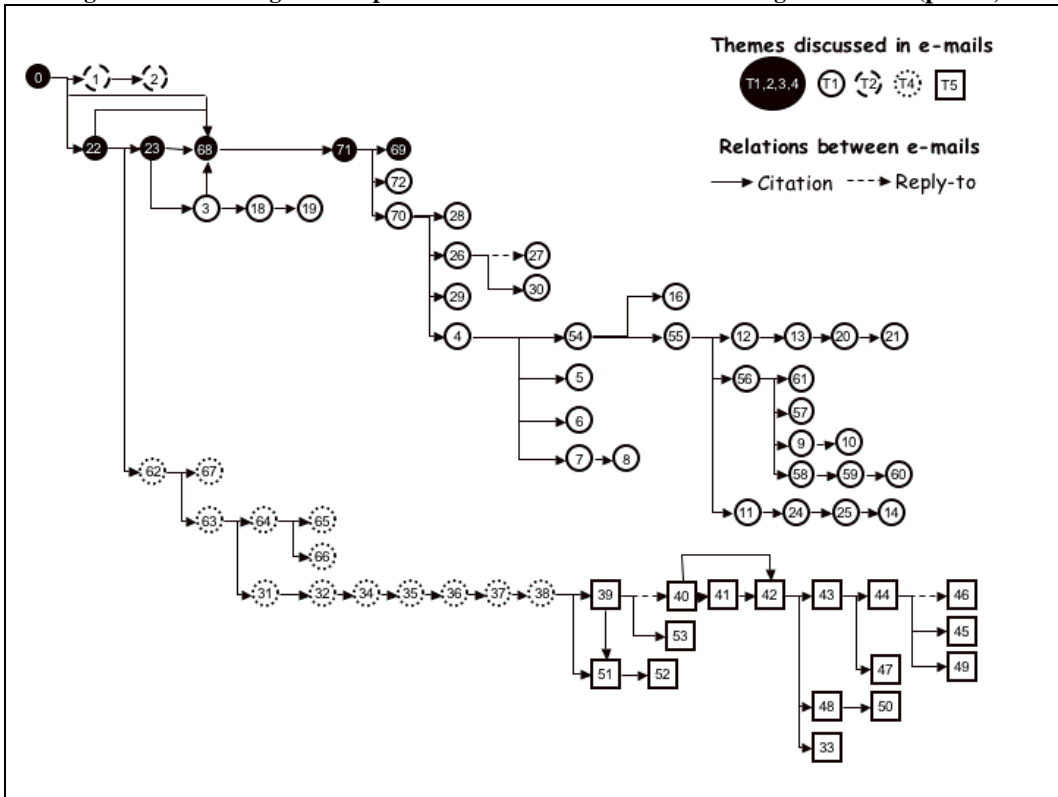 Themes discussed in e-mails
T1,2,3,4 T1 T2 T4 T5
Relations between e-mails
Citation Reply-to
0 1 2
22 23 68 71 69
72
3 18 19 70 28
26 27
30
29 16
4 54 55 12 13 20 21
5 56 61
57
6
9 10
7 8
58 59 60
62 67
11 24 25 14
63 64 65
66
31 32 34 35 36 37 38 39 40 41 42 43 44 46
53 45
51 52 47 49
48 50
33